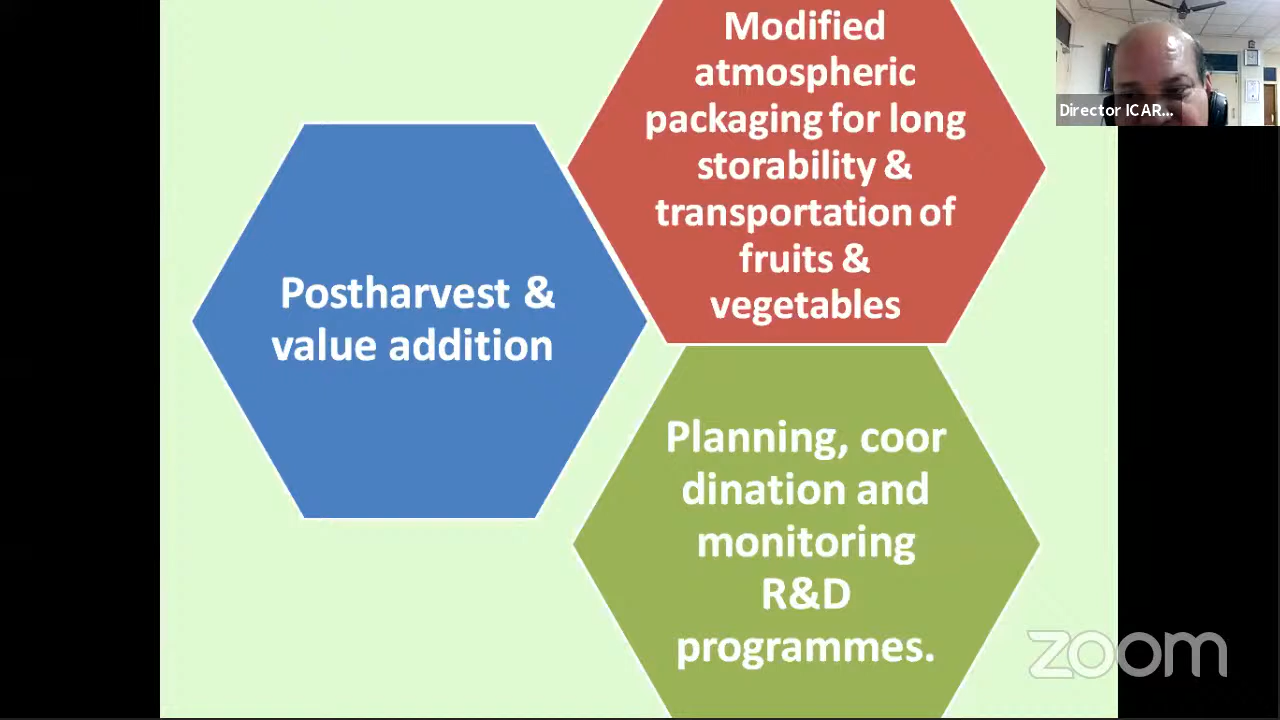 Modified
atmospheric
packaging for long
storability &
transportation of
fruits &
vegetables
Director ICAR...
Postharvest &
value addition
Planning, coor
dination and
monitoring
R&D
programmes.
zoom